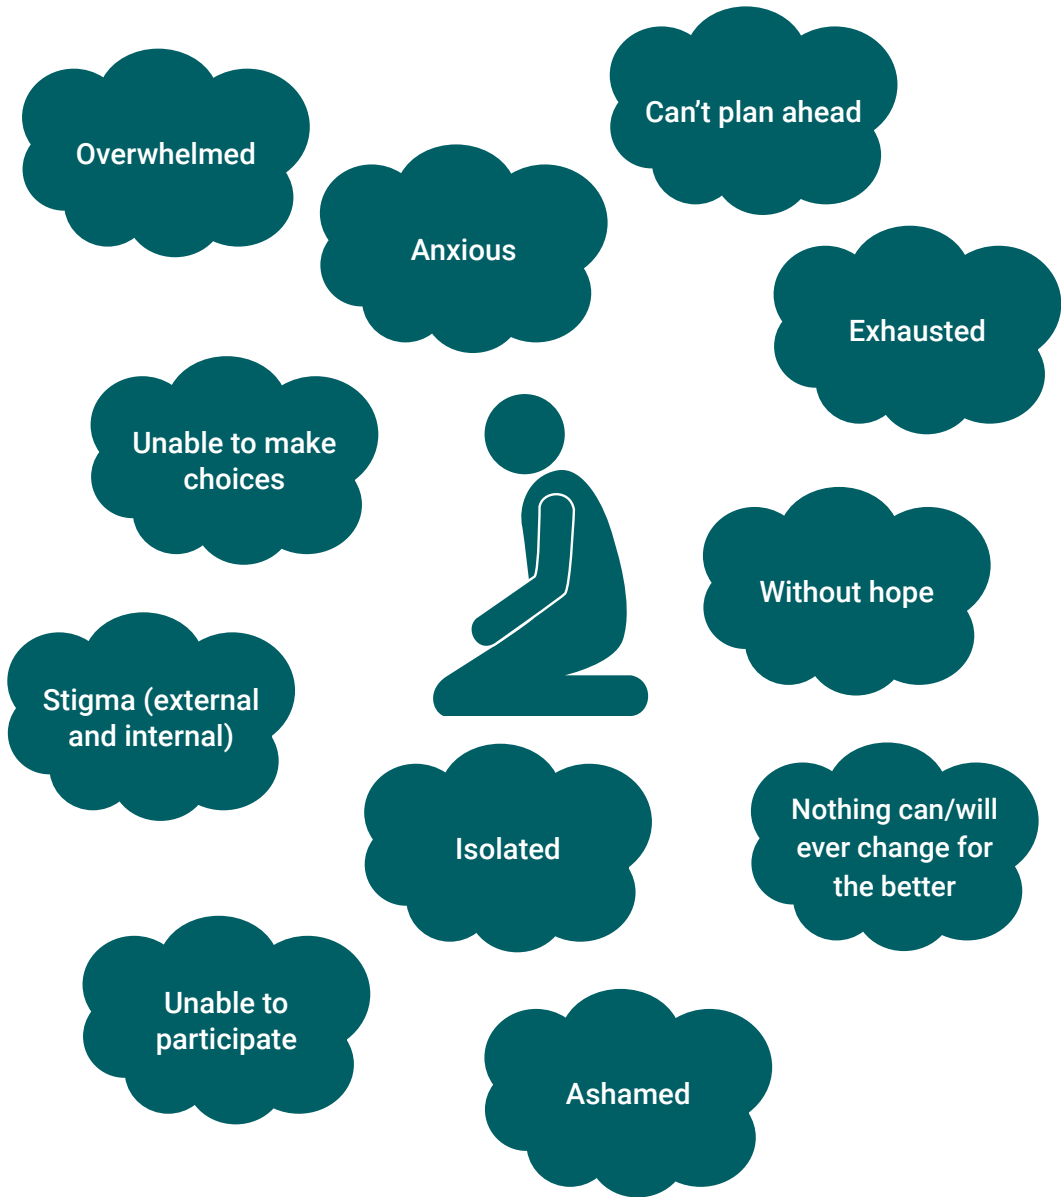 Can’t plan ahead
Overwhelmed
Anxious
Exhausted
Unable to make
choices
Without hope
Stigma (external
and internal)
Isolated
Nothing can/will
ever change for
the better
Unable to
participate
Ashamed